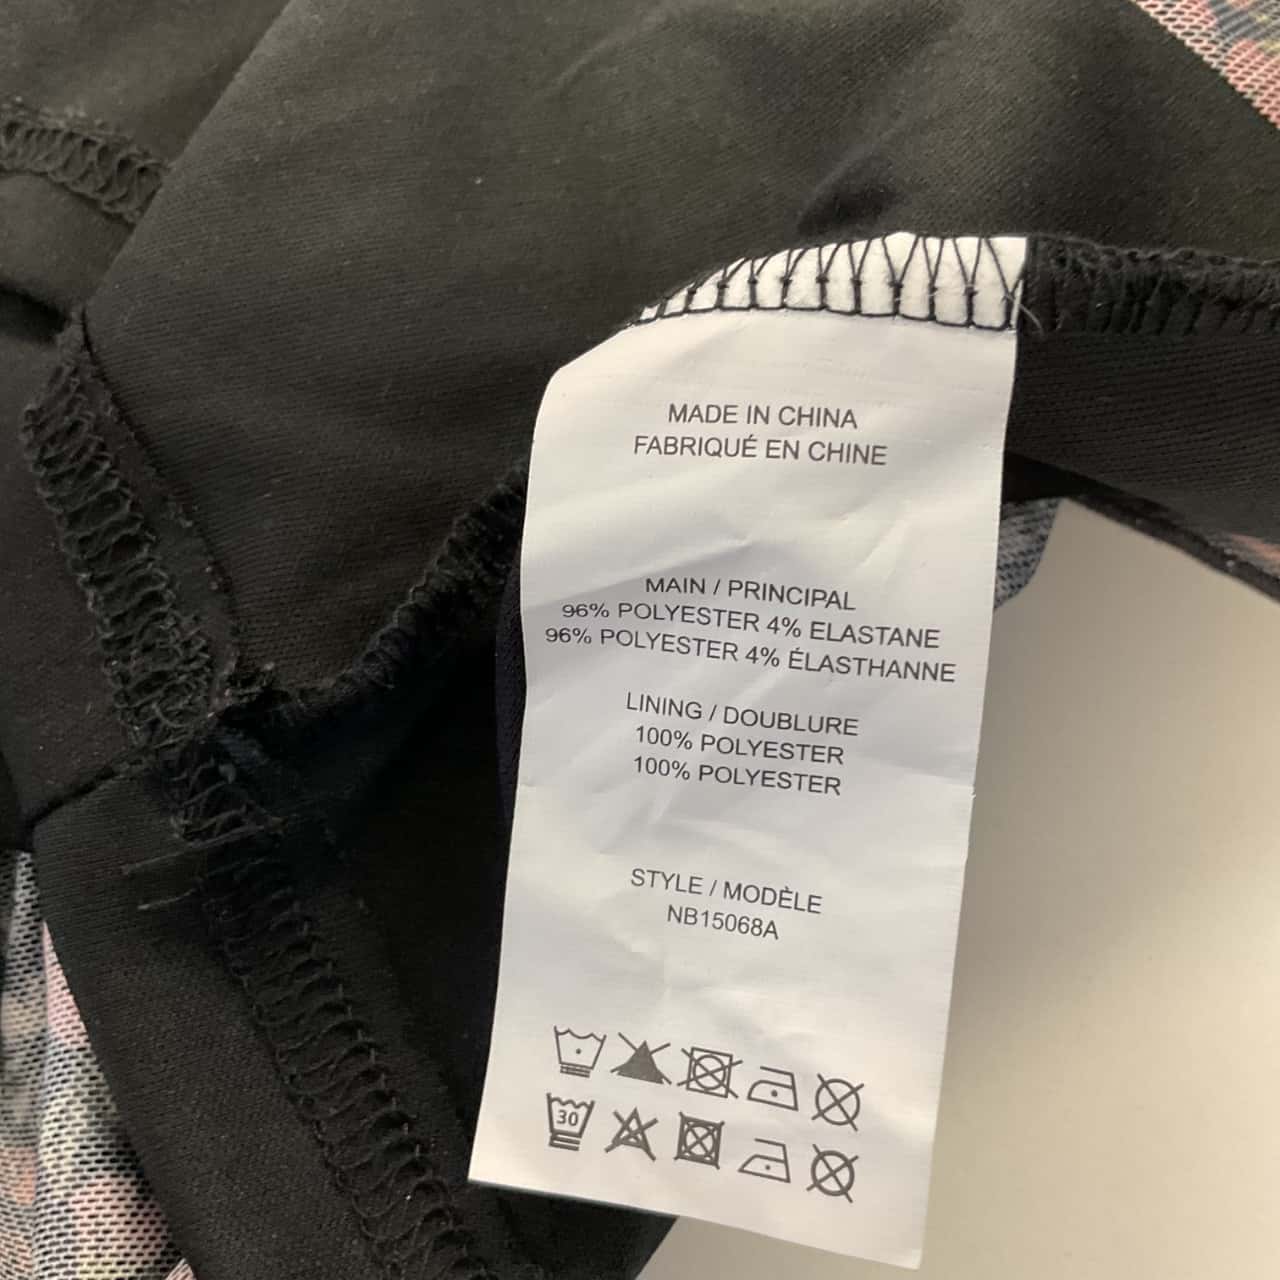 MADE IN CHINA
FABRIQUÉ EN CHINE
MAIN / PRINCIPAL
96% POLYESTER 4% ELASTANE
96% POLYESTER 4% ÉLASTHANNE
LINING / DOUBLURE
100% POLYESTER
100% POLYESTER
STYLE / MODÈLE
NB15068A
30